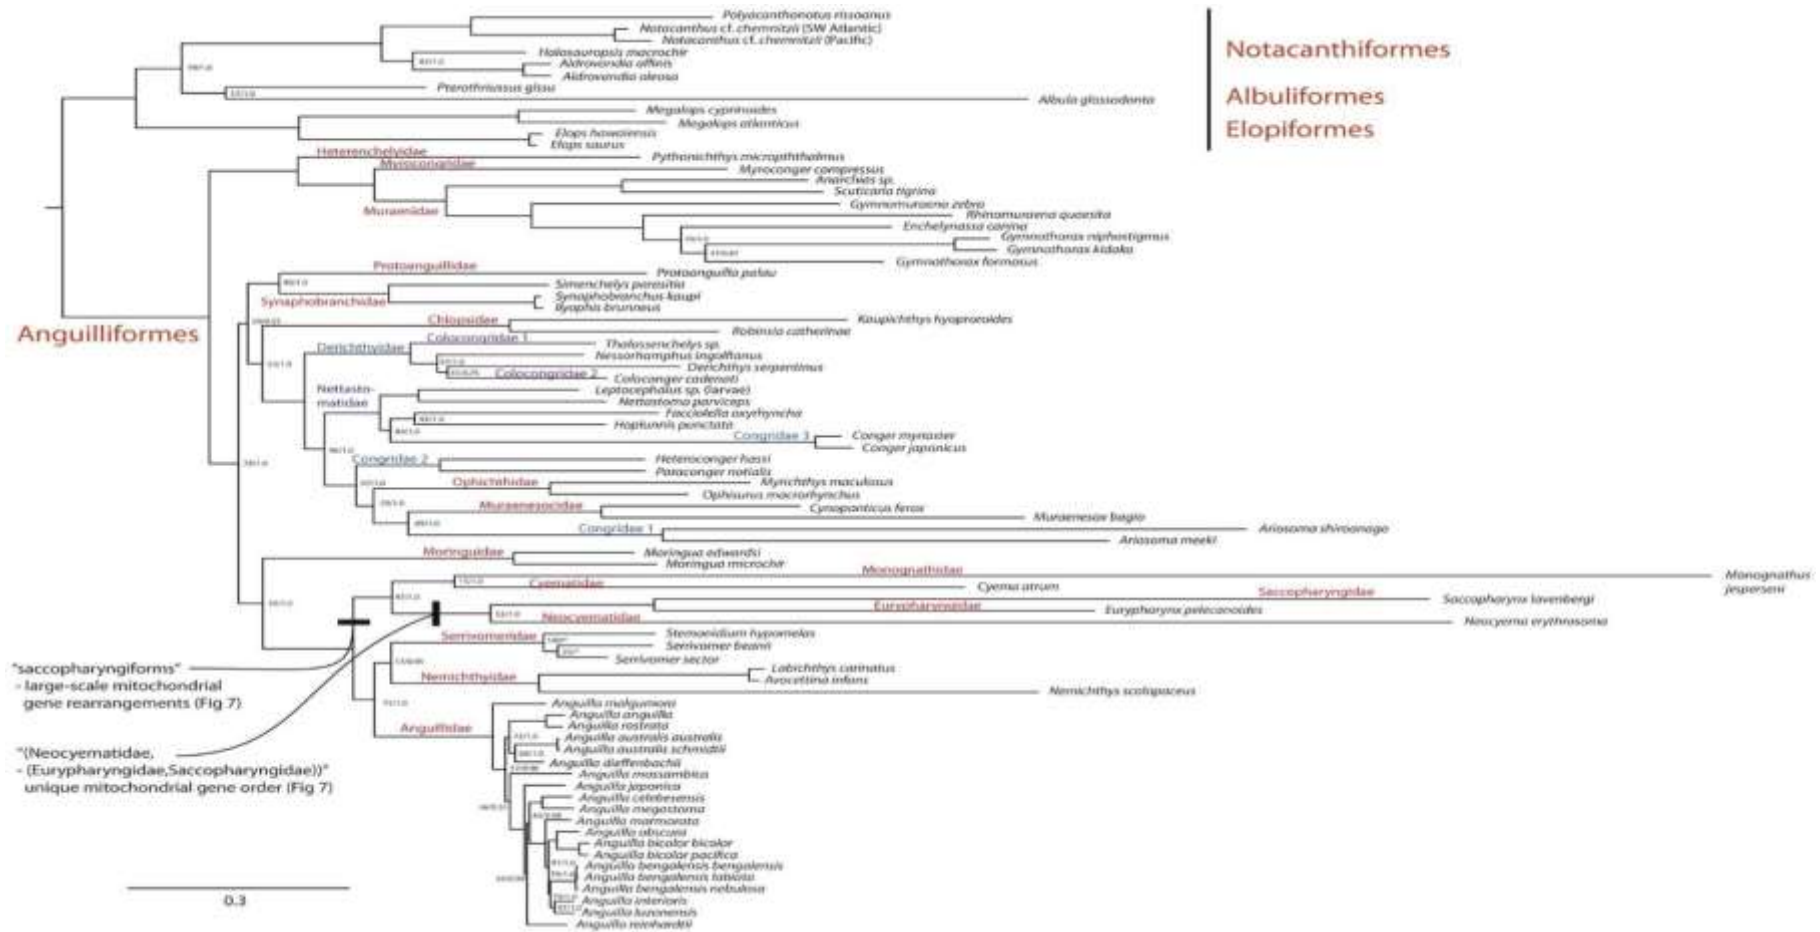 Polyacanthonotus rissoanus
Notacanthus cf. chemnitzii (SW Atlantic)
Notacanthus cf. chemnitzii (Pacific)
Halosauropsis macrochir
Aldrovandia affinis
Aldrovandia oleosa
Pterothrissus gissu
Albula glossodonta
Megalops cyprinoides
Megalops atlanticus
Elops hawaiensis
Elops saurus
Notacanthiformes
Albuliformes
Elopiformes
Heterenchelyidae
Pythonichthys microphthalmus
Myrocongridae
Myroconger compressus
Anarchias sp.
Scuticaria tigrina
Muraenidae
Gymnomuraena zebra
Rhinomuraena quaesita
Enchelynassa canina
Gymnothorax niphostigmus
Gymnothorax kidako
Gymnothorax formosus
Protoanguillidae
Protoanguilla palau
Simenchelys parasitia
Synaphobranchidae
Synaphobranchus kaupi
Ilyophis brunneus
Anguilliformes
Chlopsidae
Kaupichthys hyoproroides
Robinsia catherinae
Colocongridae 1
Derichthyidae
Thalassenchelys sp.
Nessorhamphus ingolfianus
Derichthys serpentinus
Colocongridae 2
Coloconger cadenati
Nettasto-
matidae
Leptocephalus sp. (larvae)
Nettastoma parviceps
Facciolella oxyrhyncha
Hoplunnis punctata
Congridae 3
Conger myriaster
Conger japonicus
Congridae 2
Heteroconger hassi
Paraconger notialis
Ophichthidae
Myrichthys maculosus
Ophisurus macrorhynchus
Muraenesocidae
Cynoponticus ferox
Muraenesox bagio
Congridae 1
Ariosoma shiroanago
Ariosoma meeki
Moringuidae
Moringua edwardsi
Moringua microchir
Monognathidae
Monognathus
jesperseni
Cyematidae
Cyema atrum
Saccopharyngidae
Saccopharynx lavenbergi
Eurypharyngidae
Eurypharynx pelecanoides
Neocyematidae
Neocyema erythrosoma
Serrivomeridae
Stemonidium hypomelas
Serrivomer beanii
Serrivomer sector
Nemichthyidae
Labichthys carinatus
Avocettina infans
Nemichthys scolopaceus
"saccopharyngiforms"
- large-scale mitochondrial
gene rearrangements (Fig 7)
Anguillidae
"(Neocyematidae,
- (Eurypharyngidae,Saccopharyngidae))"
unique mitochondrial gene order (Fig 7)
Anguilla malgumora
Anguilla anguilla
Anguilla rostrata
Anguilla australis australis
Anguilla australis schmidtii
Anguilla dieffenbachii
Anguilla mossambica
Anguilla japonica
Anguilla celebesensis
Anguilla megastoma
Anguilla marmorata
Anguilla obscura
Anguilla bicolor bicolor
Anguilla bicolor pacifica
Anguilla bengalensis bengalensis
Anguilla bengalensis labiata
Anguilla bengalensis nebulosa
Anguilla interioris
Anguilla luzonensis
Anguilla reinhardtii
0.3